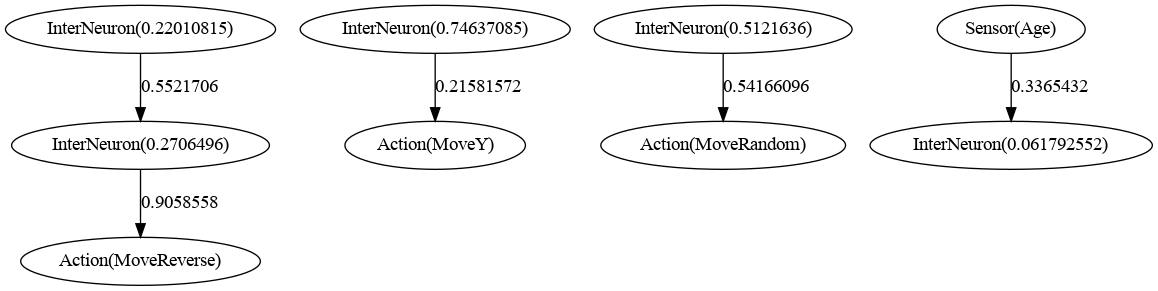 InterNeuron(0.22010815)
InterNeuron(0.74637085)
InterNeuron(0.5121636)
Sensor(Age)
0.5521706
0.21581572
0.54166096
0.3365432
InterNeuron(0.2706496)
Action(MoveY)
Action(MoveRandom)
InterNeuron(0.061792552)
0.9058558
Action(MoveReverse)